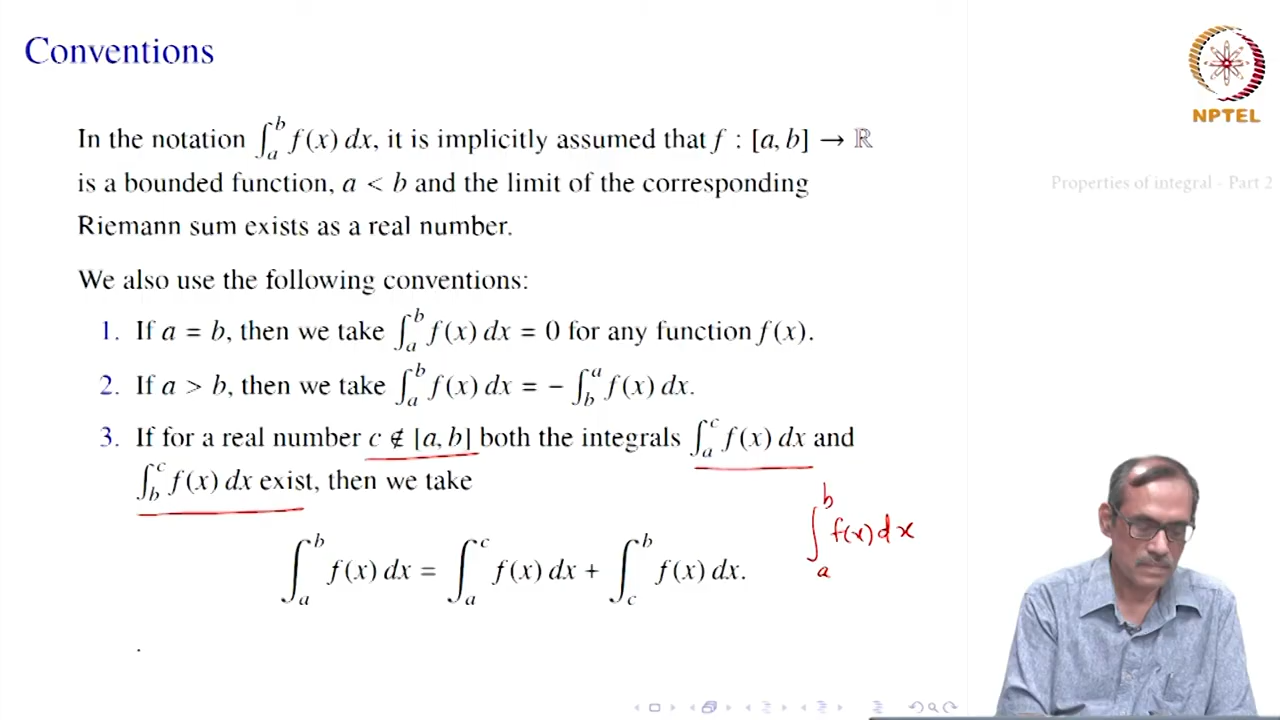 Conventions
NPTEL
In the notation ∫_a^b f(x) dx, it is implicitly assumed that f : [a, b] → ℝ
is a bounded function, a < b and the limit of the corresponding
Properties of integral - Part 2
Riemann sum exists as a real number.
We also use the following conventions:
1. If a = b, then we take ∫_a^b f(x) dx = 0 for any function f(x).
2. If a > b, then we take ∫_a^b f(x) dx = − ∫_b^a f(x) dx.
3. If for a real number c ∉ [a, b] both the integrals ∫_a^c f(x) dx and
∫_b^c f(x) dx exist, then we take
∫_a^b f(x) dx
∫_a^b f(x) dx = ∫_a^c f(x) dx + ∫_c^b f(x) dx.
.